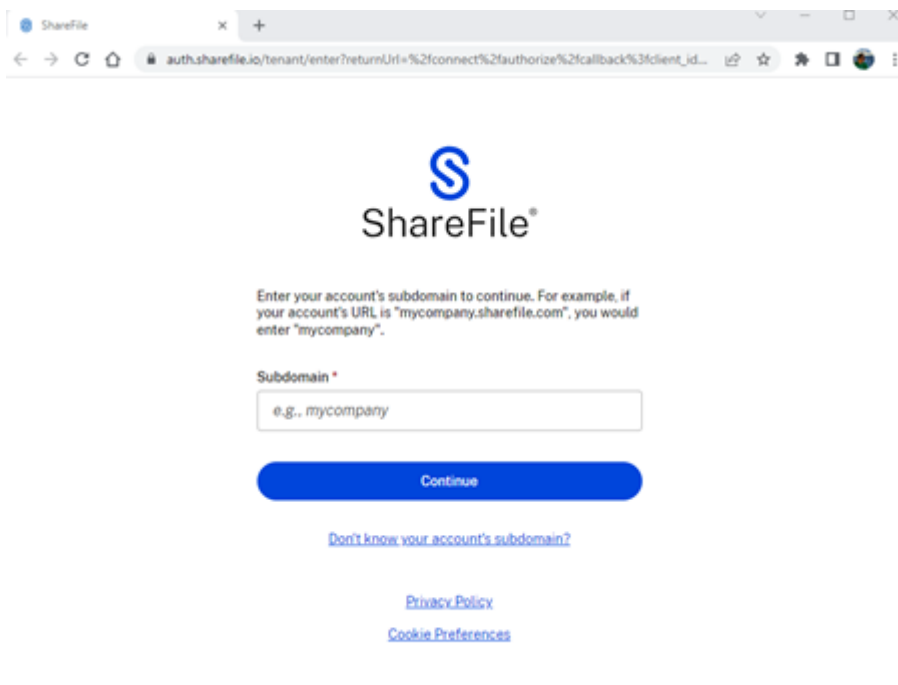 ShareFile
auth.sharefile.io/tenant/enter?returnUrl=%2fconnect%2fauthorize%2fcallback%3fclient_id...
ShareFile®
Enter your account's subdomain to continue. For example, if
your account's URL is "mycompany.sharefile.com", you would
enter "mycompany".
Subdomain *
e.g., mycompany
Continue
Don't know your account's subdomain?
Privacy Policy
Cookie Preferences